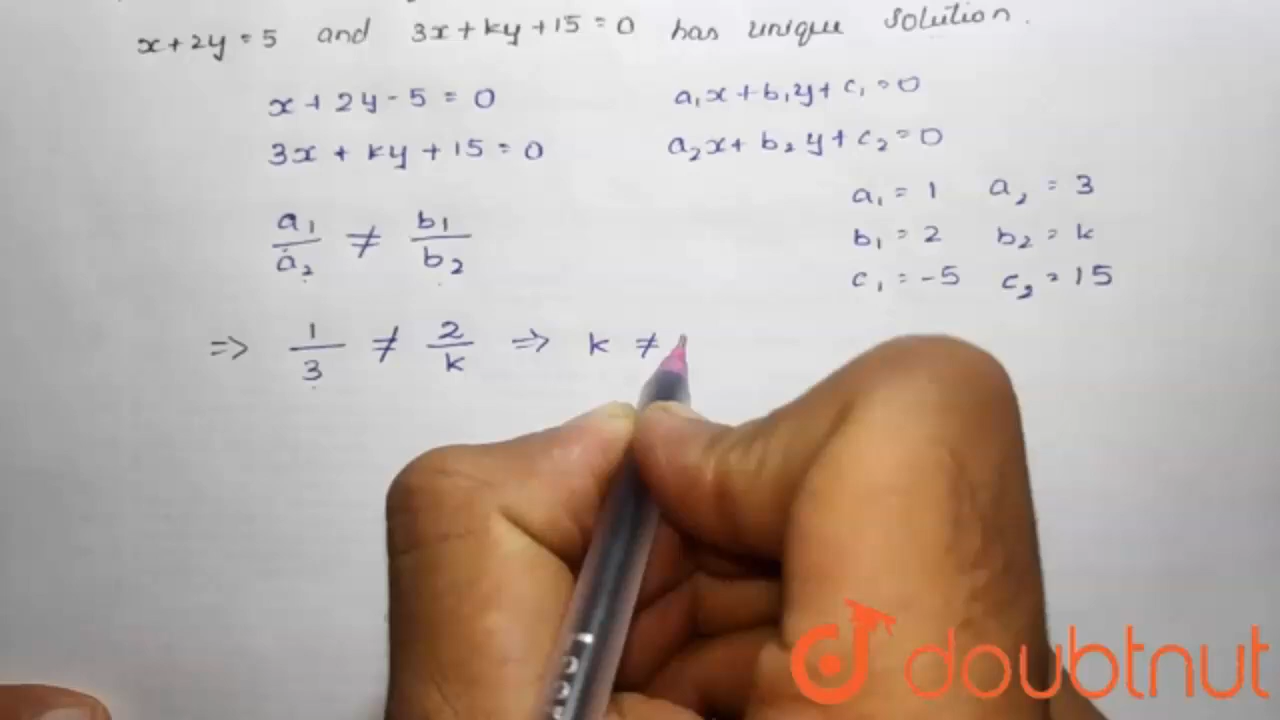 x + 2y = 5 and 3x + ky + 15 = 0 has unique solution.
x + 2y - 5 = 0
3x + ky + 15 = 0
a₁x + b₁y + c₁ = 0
a₂x + b₂y + c₂ = 0
a₁ = 1 a₂ = 3
b₁ = 2 b₂ = k
c₁ = -5 c₂ = 15
a₁/a₂ ≠ b₁/b₂
=> 1/3 ≠ 2/k => k ≠
doubtnut